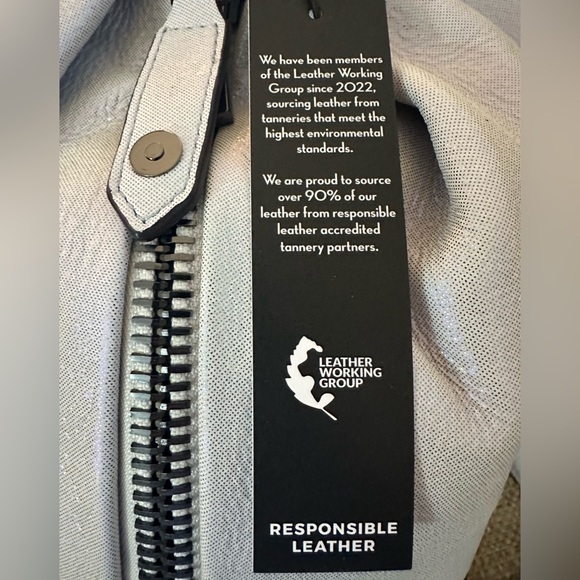 We have been members
of the Leather Working
Group since 2022,
sourcing leather from
tanneries that meet the
highest environmental
standards.
We are proud to source
over 90% of our
leather from responsible
leather accredited
tannery partners.
LEATHER
WORKING
GROUP
RESPONSIBLE
LEATHER